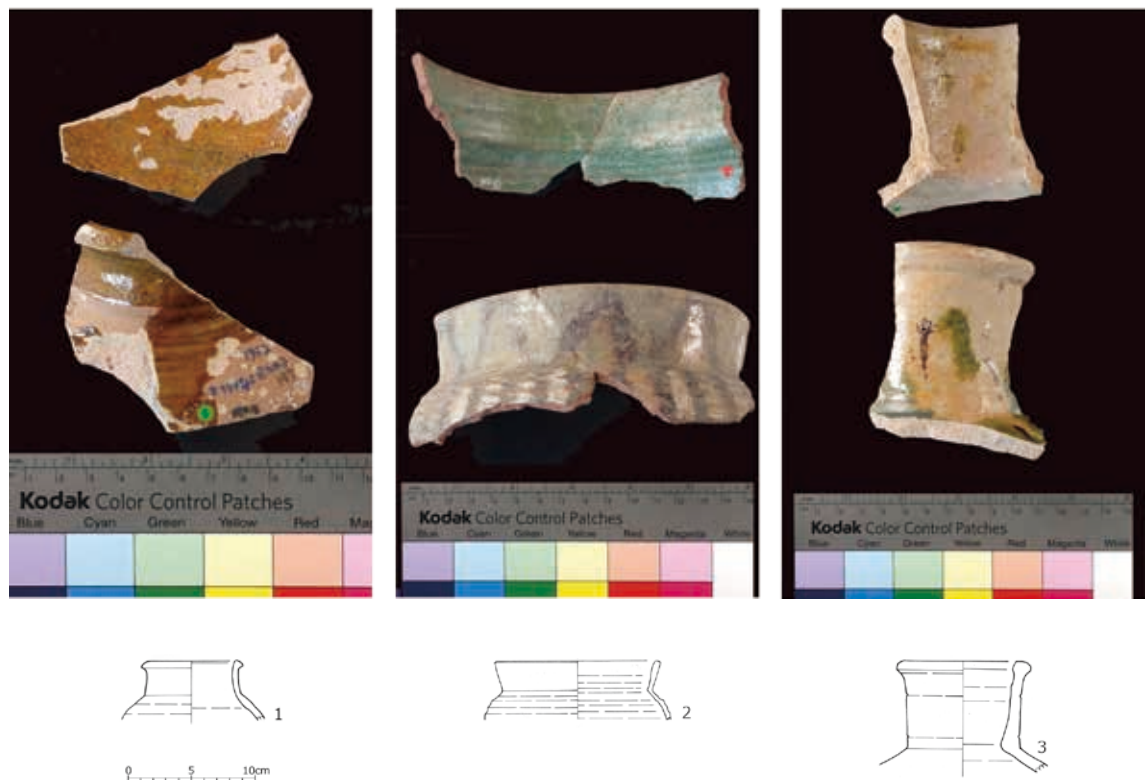 Kodak Color Control Patches
Blue Cyan Green Yellow Red
Kodak Color Control Patches
Blue Cyan Green Yellow Red Magenta White
Kodak Color Control Patches
Blue Cyan Green Yellow Red Magenta White
1
2
3
0 5 10cm